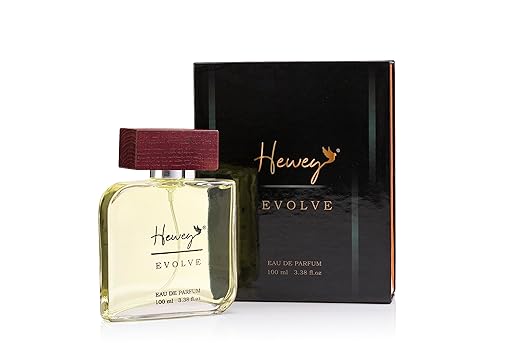 Hewey®
EVOLVE
EAU DE PARFUM
100 ml 3.38 fl.oz
Hewey®
EVOLVE
EAU DE PARFUM
100 ml 3.38 fl.oz